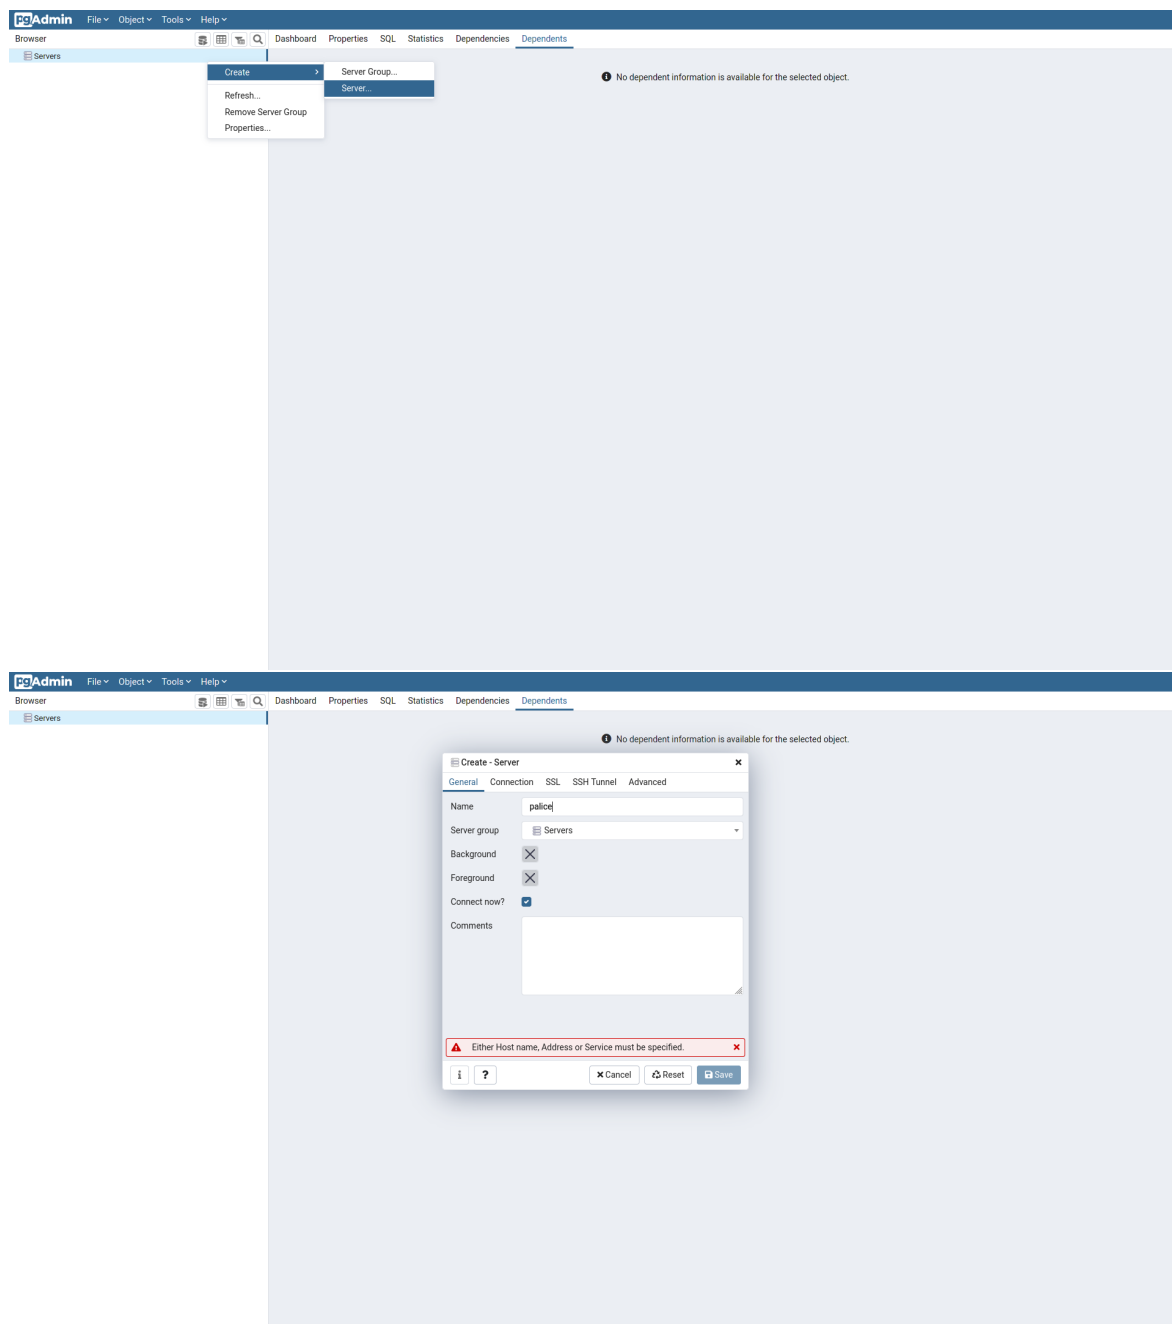 pgAdmin File Object Tools Help
Browser Dashboard Properties SQL Statistics Dependencies Dependents
Servers
Create Server Group...
No dependent information is available for the selected object.
Server...
Refresh...
Remove Server Group
Properties...
pgAdmin File Object Tools Help
Browser Dashboard Properties SQL Statistics Dependencies Dependents
Servers
No dependent information is available for the selected object.
Create - Server
General Connection SSL SSH Tunnel Advanced
Name palice
Server group Servers
Background
Foreground
Connect now?
Comments
Either Host name, Address or Service must be specified.
i ? Cancel Reset Save